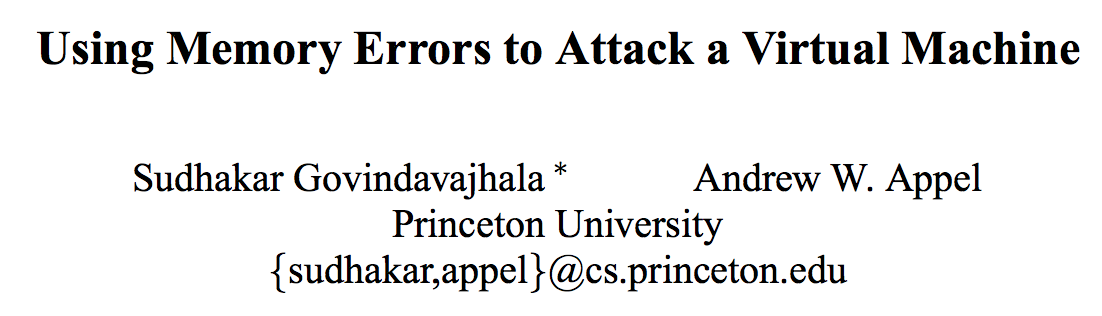 Using Memory Errors to Attack a Virtual Machine
Sudhakar Govindavajhala * Andrew W. Appel
Princeton University
{sudhakar,appel}@cs.princeton.edu